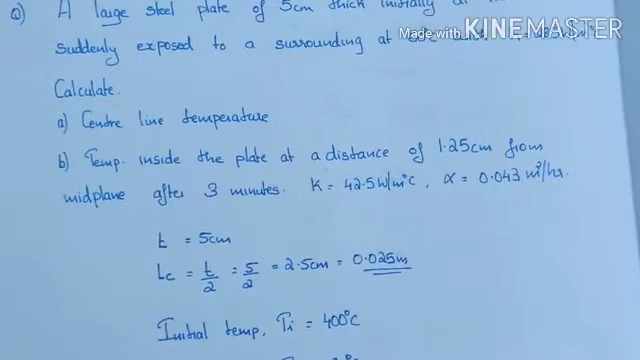 Q) A large steel plate of 5cm thick initially at
Made with KINEMASTER
suddenly exposed to a surrounding at
Calculate.
a) Centre line temperature
b) Temp. inside the plate at a distance of 1.25cm from
midplane after 3 minutes. K = 42.5W/m°C, α = 0.043 m²/hr.
t = 5cm
Lc = t/2 = 5/2 = 2.5cm = 0.025m
Initial temp, Ti = 400°C